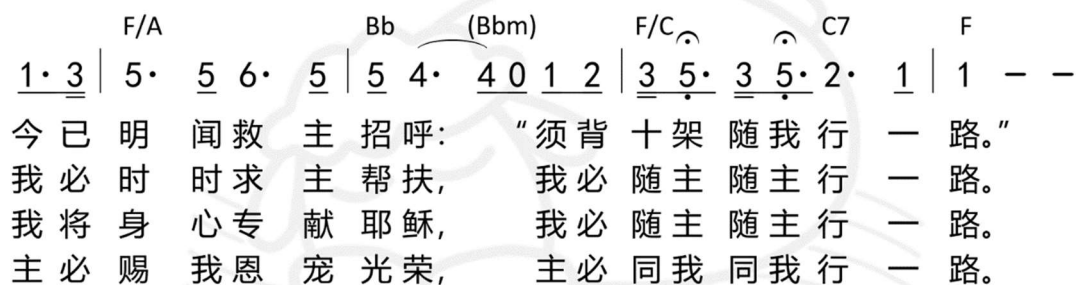 F/A Bb (Bbm) F/C C7 F
1· 3 | 5· 5 6· 5 | 5 4· 4 0 1 2 | 3 5· 3 5· 2· 1 | 1 – –
今已明闻救主招呼：“须背十架随我行一路。”
我必时时求主帮扶，我必随主随主行一路。
我将身心专献耶稣，我必随主随主行一路。
主必赐我恩宠光荣，主必同我同我行一路。